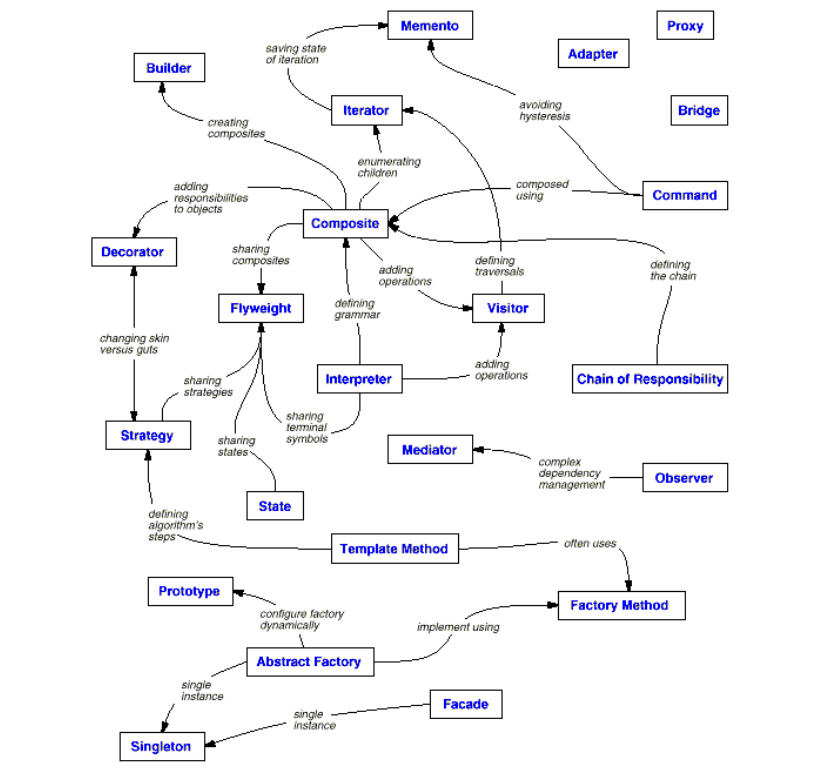 Memento
Proxy
Adapter
saving state
of iteration
Builder
Iterator
avoiding
hysteresis
Bridge
creating
composites
enumerating
children
adding
responsibilities
to objects
composed
using
Command
Composite
Decorator
sharing
composites
adding
operations
defining
traversals
defining
the chain
Flyweight
defining
grammar
Visitor
changing skin
versus guts
sharing
strategies
Interpreter
adding
operations
Chain of Responsibility
sharing
terminal
symbols
Strategy
sharing
states
Mediator
complex
dependency
management
Observer
State
defining
algorithm's
steps
Template Method
often uses
Prototype
configure factory
dynamically
implement using
Factory Method
Abstract Factory
single
instance
Facade
single
instance
Singleton